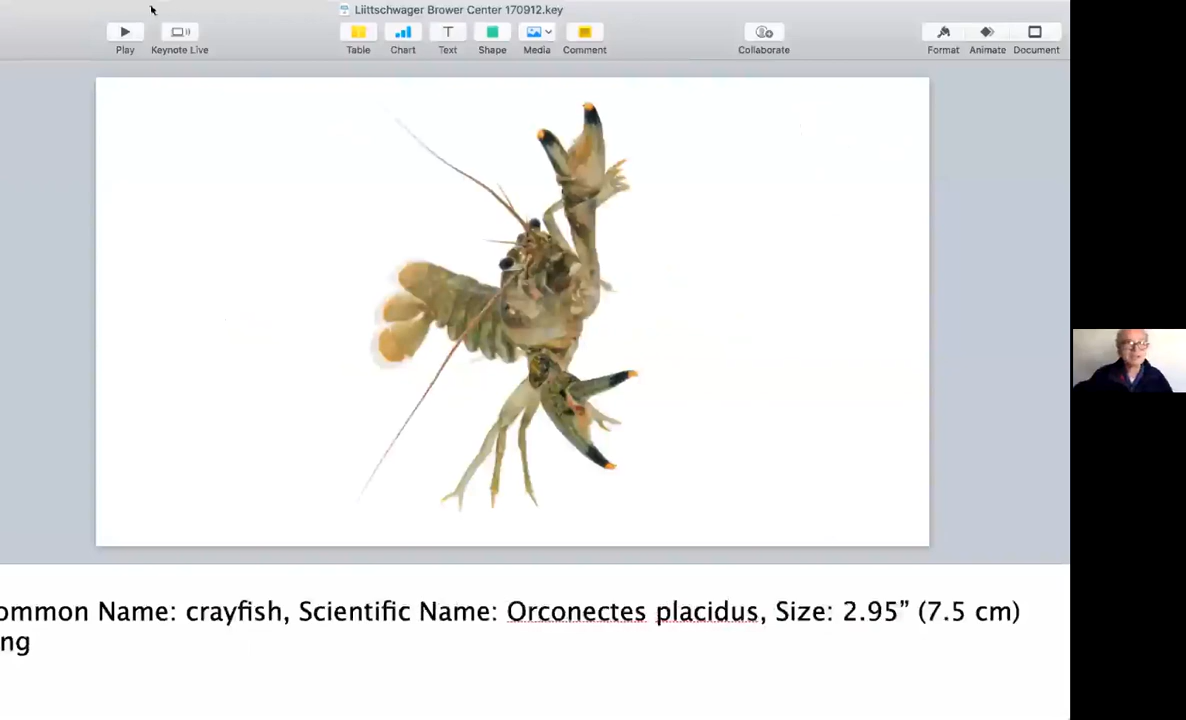 Liittschwager Brower Center 170912.key
Play
Keynote Live
Table
Chart
Text
Shape
Media
Comment
Collaborate
Format
Animate
Document
ommon Name: crayfish, Scientific Name: Orconectes placidus, Size: 2.95” (7.5 cm)
ng